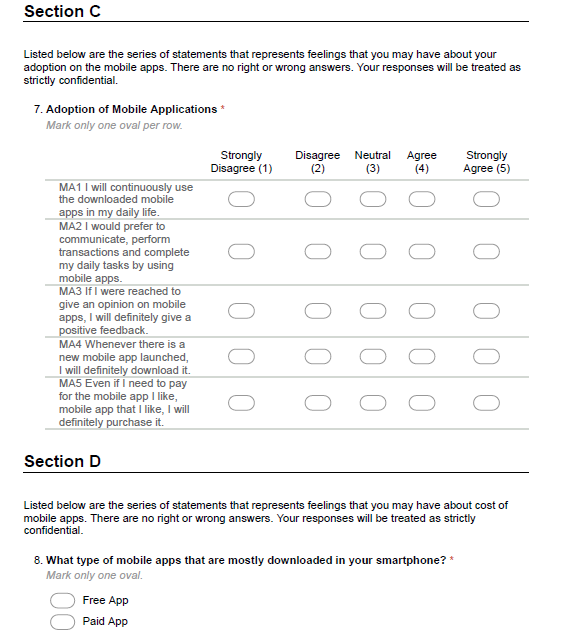 Section C
Listed below are the series of statements that represents feelings that you may have about your
adoption on the mobile apps. There are no right or wrong answers. Your responses will be treated as
strictly confidential.
7. Adoption of Mobile Applications *
Mark only one oval per row.
Strongly Disagree (1) Disagree (2) Neutral (3) Agree (4) Strongly Agree (5)
MA1 I will continuously use
the downloaded mobile
apps in my daily life.
MA2 I would prefer to
communicate, perform
transactions and complete
my daily tasks by using
mobile apps.
MA3 If I were reached to
give an opinion on mobile
apps, I will definitely give a
positive feedback.
MA4 Whenever there is a
new mobile app launched,
I will definitely download it.
MA5 Even if I need to pay
for the mobile app I like,
mobile app that I like, I will
definitely purchase it.
Section D
Listed below are the series of statements that represents feelings that you may have about cost of
mobile apps. There are no right or wrong answers. Your responses will be treated as strictly
confidential.
8. What type of mobile apps that are mostly downloaded in your smartphone? *
Mark only one oval.
Free App
Paid App